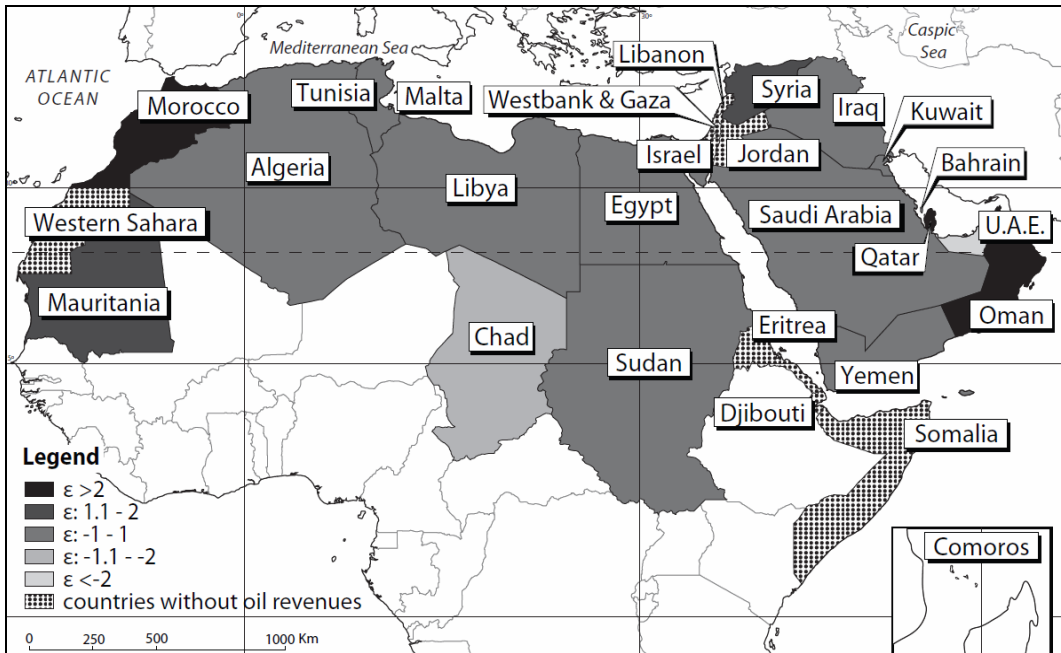 0°
30°
Mediterranean Sea
Caspic
Sea
ATLANTIC
OCEAN
Libanon
Morocco
Tunisia
Malta
Westbank & Gaza
Syria
Iraq
Kuwait
Algeria
Israel
Jordan
Bahrain
Libya
Egypt
Saudi Arabia
Western Sahara
U.A.E.
Qatar
Mauritania
Oman
Chad
Eritrea
Sudan
Yemen
Djibouti
Somalia
Legend
ε >2
ε: 1.1 - 2
ε: -1 - 1
ε: -1.1 - -2
ε <-2
countries without oil revenues
0 250 500 1000 Km
Comoros